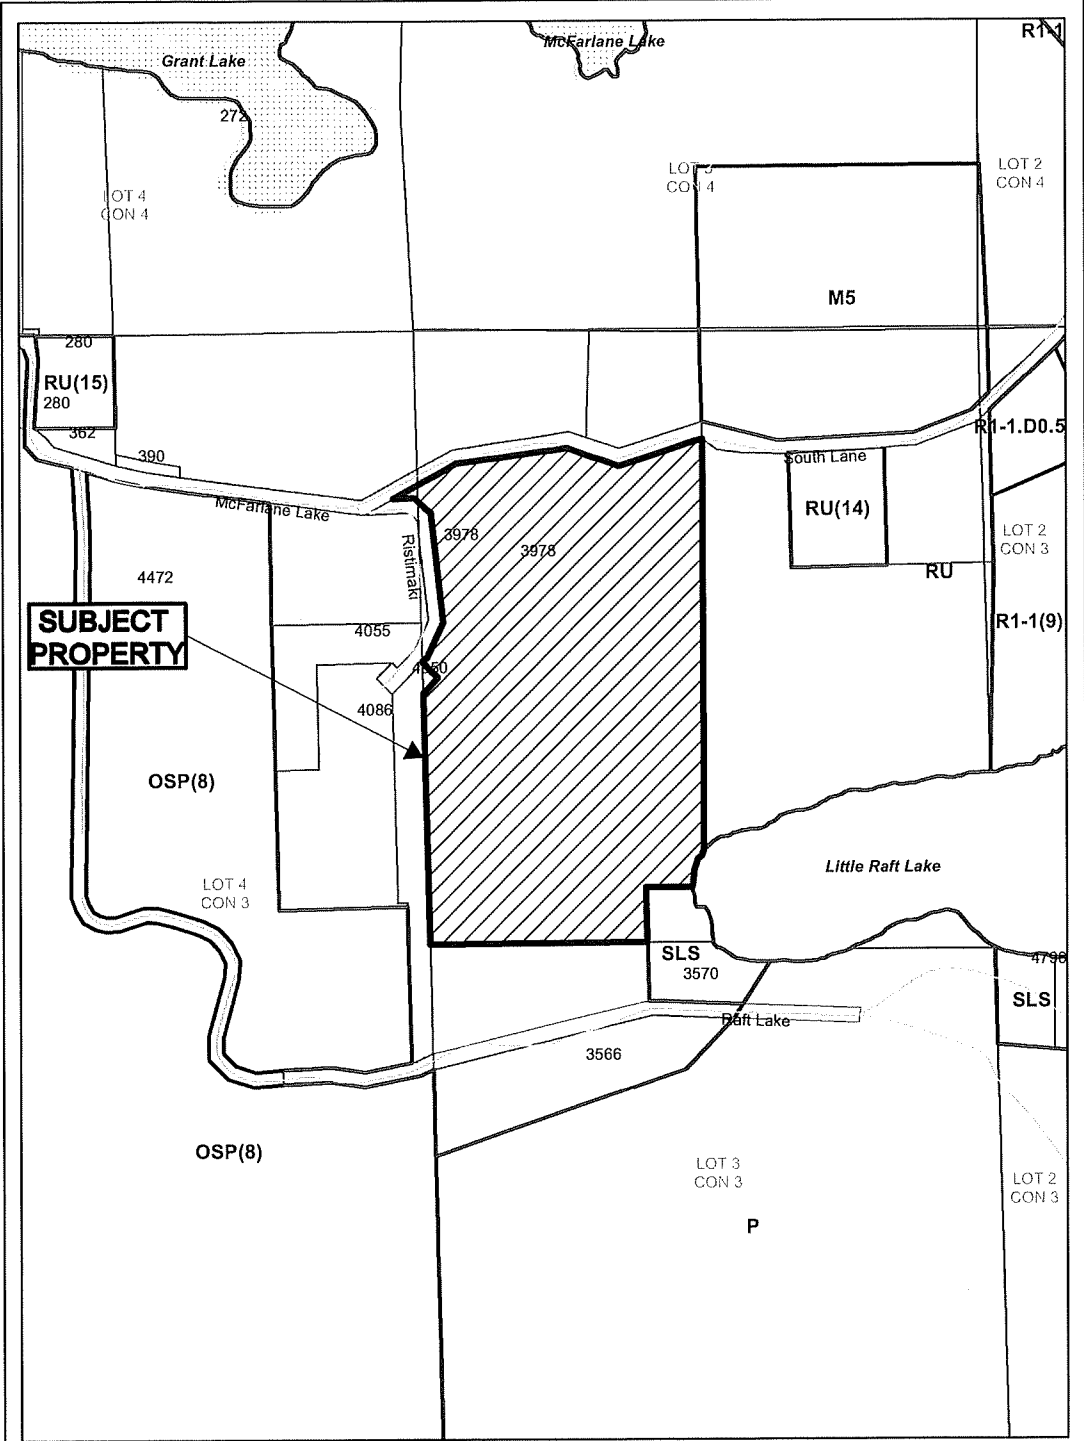 R1-1
McFarlane Lake
Grant Lake
272
LOT 4
CON 4
LOT 3
CON 4
LOT 2
CON 4
M5
280
RU(15)
280
362
390
McFarlane Lake
R1-1.D0.5
South Lane
RU(14)
3978
3978
Ristimaki
LOT 2
CON 3
RU
4472
SUBJECT
PROPERTY
R1-1(9)
4055
4086
OSP(8)
Little Raft Lake
LOT 4
CON 3
SLS
3570
4798
SLS
Raft Lake
3566
OSP(8)
LOT 3
CON 3
LOT 2
CON 3
P